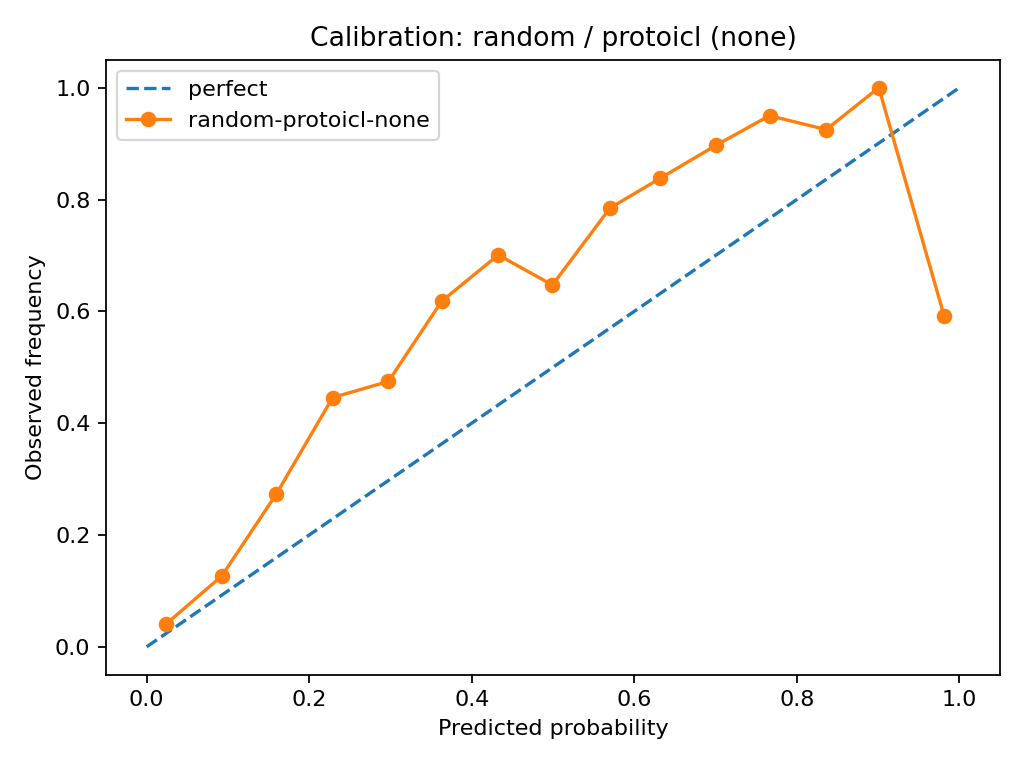 Calibration: random / protoicl (none)
perfect
random-protoicl-none
1.0
0.8
0.6
0.4
0.2
0.0
Observed frequency
0.0 0.2 0.4 0.6 0.8 1.0
Predicted probability